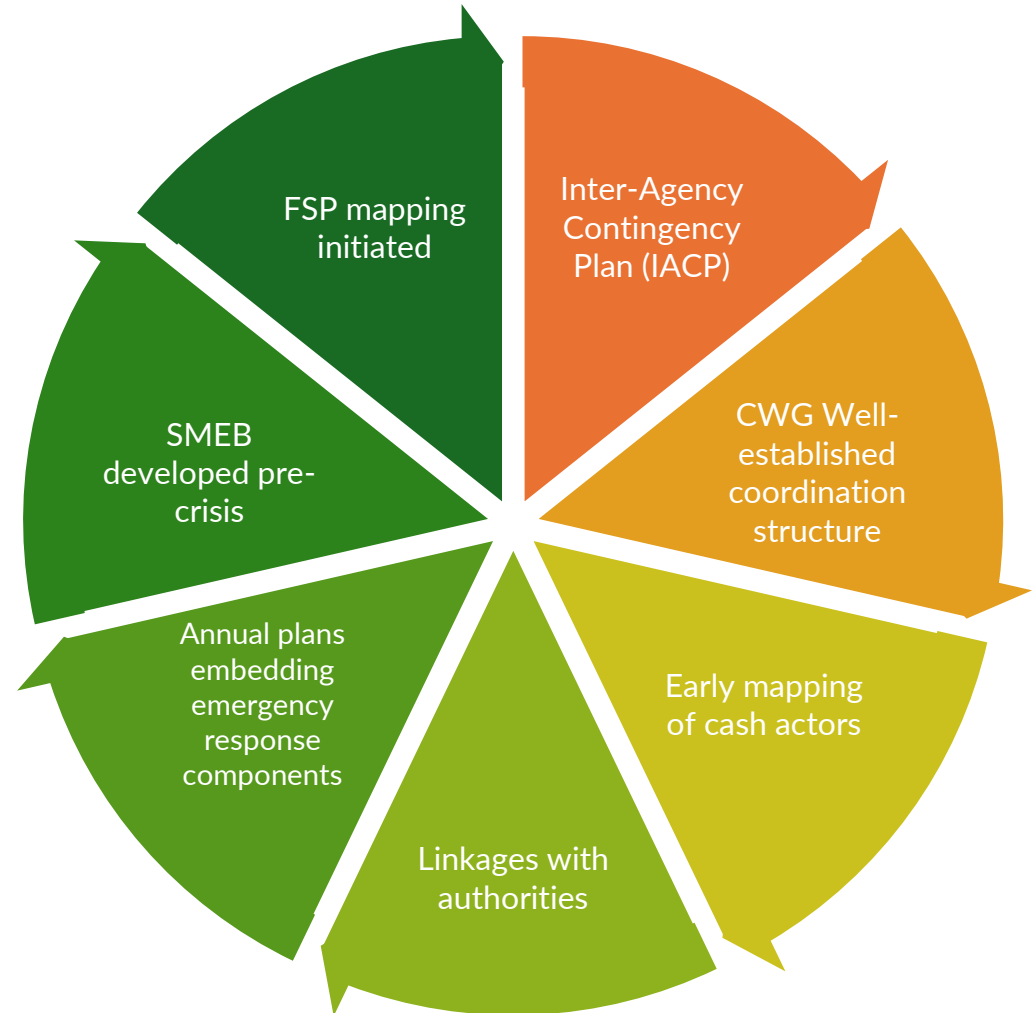 Inter-Agency
Contingency
Plan (IACP)
CWG Well-
established
coordination
structure
Early mapping
of cash actors
Linkages with
authorities
Annual plans
embedding
emergency
response
components
SMEB
developed pre-
crisis
FSP mapping
initiated